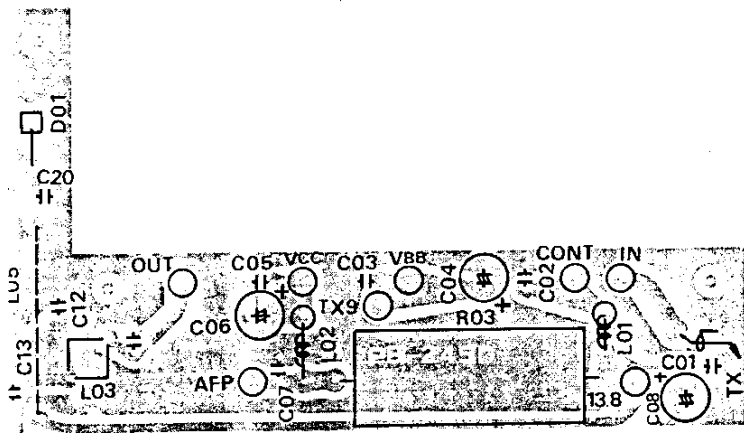 D01
C20
OUT
C05
VCC
C03
VBB
C04
C02
CONT
IN
L05
C12
C06
TX9
R03
L02
L01
C13
L03
AFP
C07
13.8
C08
C01
TX